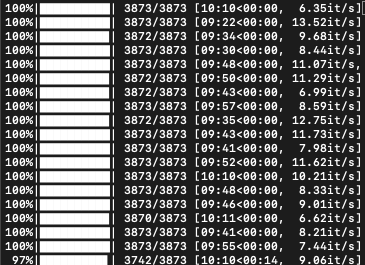 100%| | 3873/3873 [10:10<00:00, 6.35it/s]
100%| | 3873/3873 [09:22<00:00, 13.52it/s]
100%| | 3872/3873 [09:34<00:00, 9.68it/s]
100%| | 3872/3873 [09:30<00:00, 8.44it/s]
100%| | 3873/3873 [09:48<00:00, 11.07it/s,
100%| | 3872/3873 [09:50<00:00, 11.29it/s]
100%| | 3872/3873 [09:43<00:00, 6.99it/s]
100%| | 3873/3873 [09:57<00:00, 8.59it/s]
100%| | 3872/3873 [09:35<00:00, 12.75it/s]
100%| | 3873/3873 [09:43<00:00, 11.73it/s]
100%| | 3873/3873 [09:41<00:00, 7.98it/s]
100%| | 3873/3873 [09:52<00:00, 11.62it/s]
100%| | 3873/3873 [10:10<00:00, 10.21it/s]
100%| | 3873/3873 [09:48<00:00, 8.33it/s]
100%| | 3873/3873 [09:46<00:00, 9.01it/s]
100%| | 3870/3873 [10:11<00:00, 6.62it/s]
100%| | 3873/3873 [09:41<00:00, 8.21it/s]
100%| | 3873/3873 [09:55<00:00, 7.44it/s]
97%| | 3742/3873 [10:10<00:14, 9.06it/s]